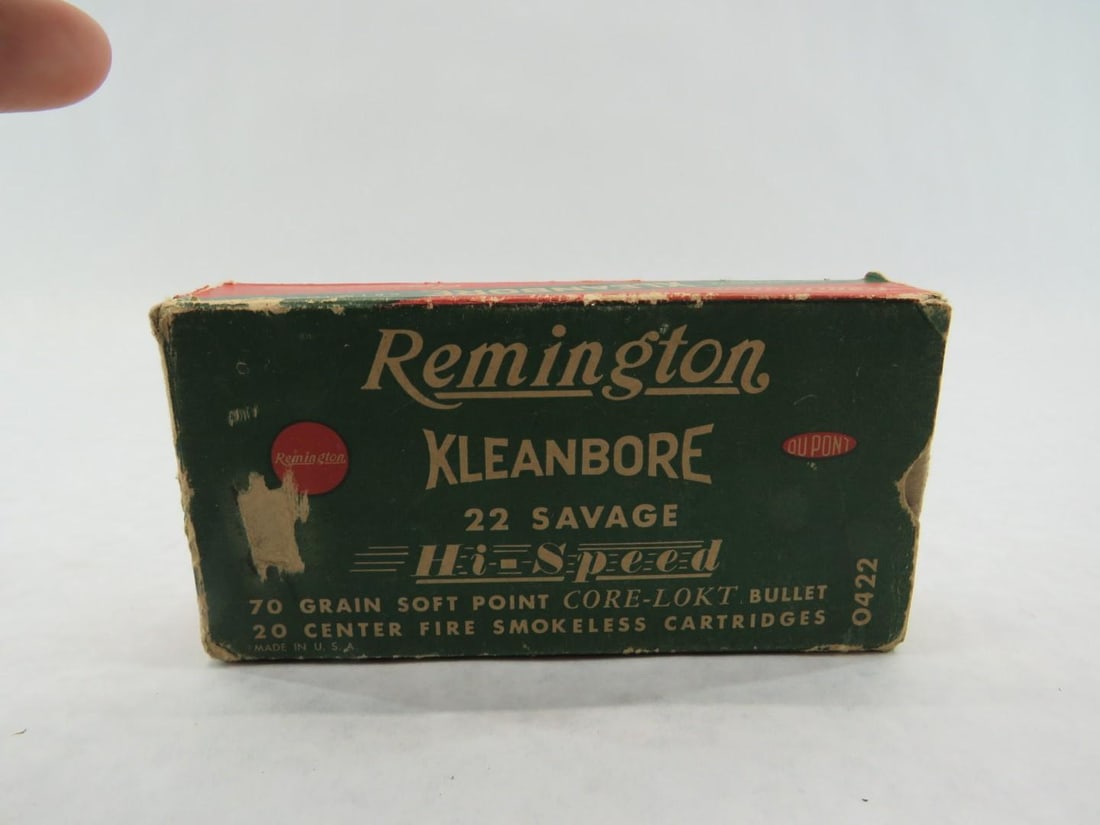 KLEANBORE
Remington
Remington
KLEANBORE
DU PONT
22 SAVAGE
Hi-Speed
70 GRAIN SOFT POINT CORE-LOKT BULLET
20 CENTER FIRE SMOKELESS CARTRIDGES
MADE IN U.S.A
0422